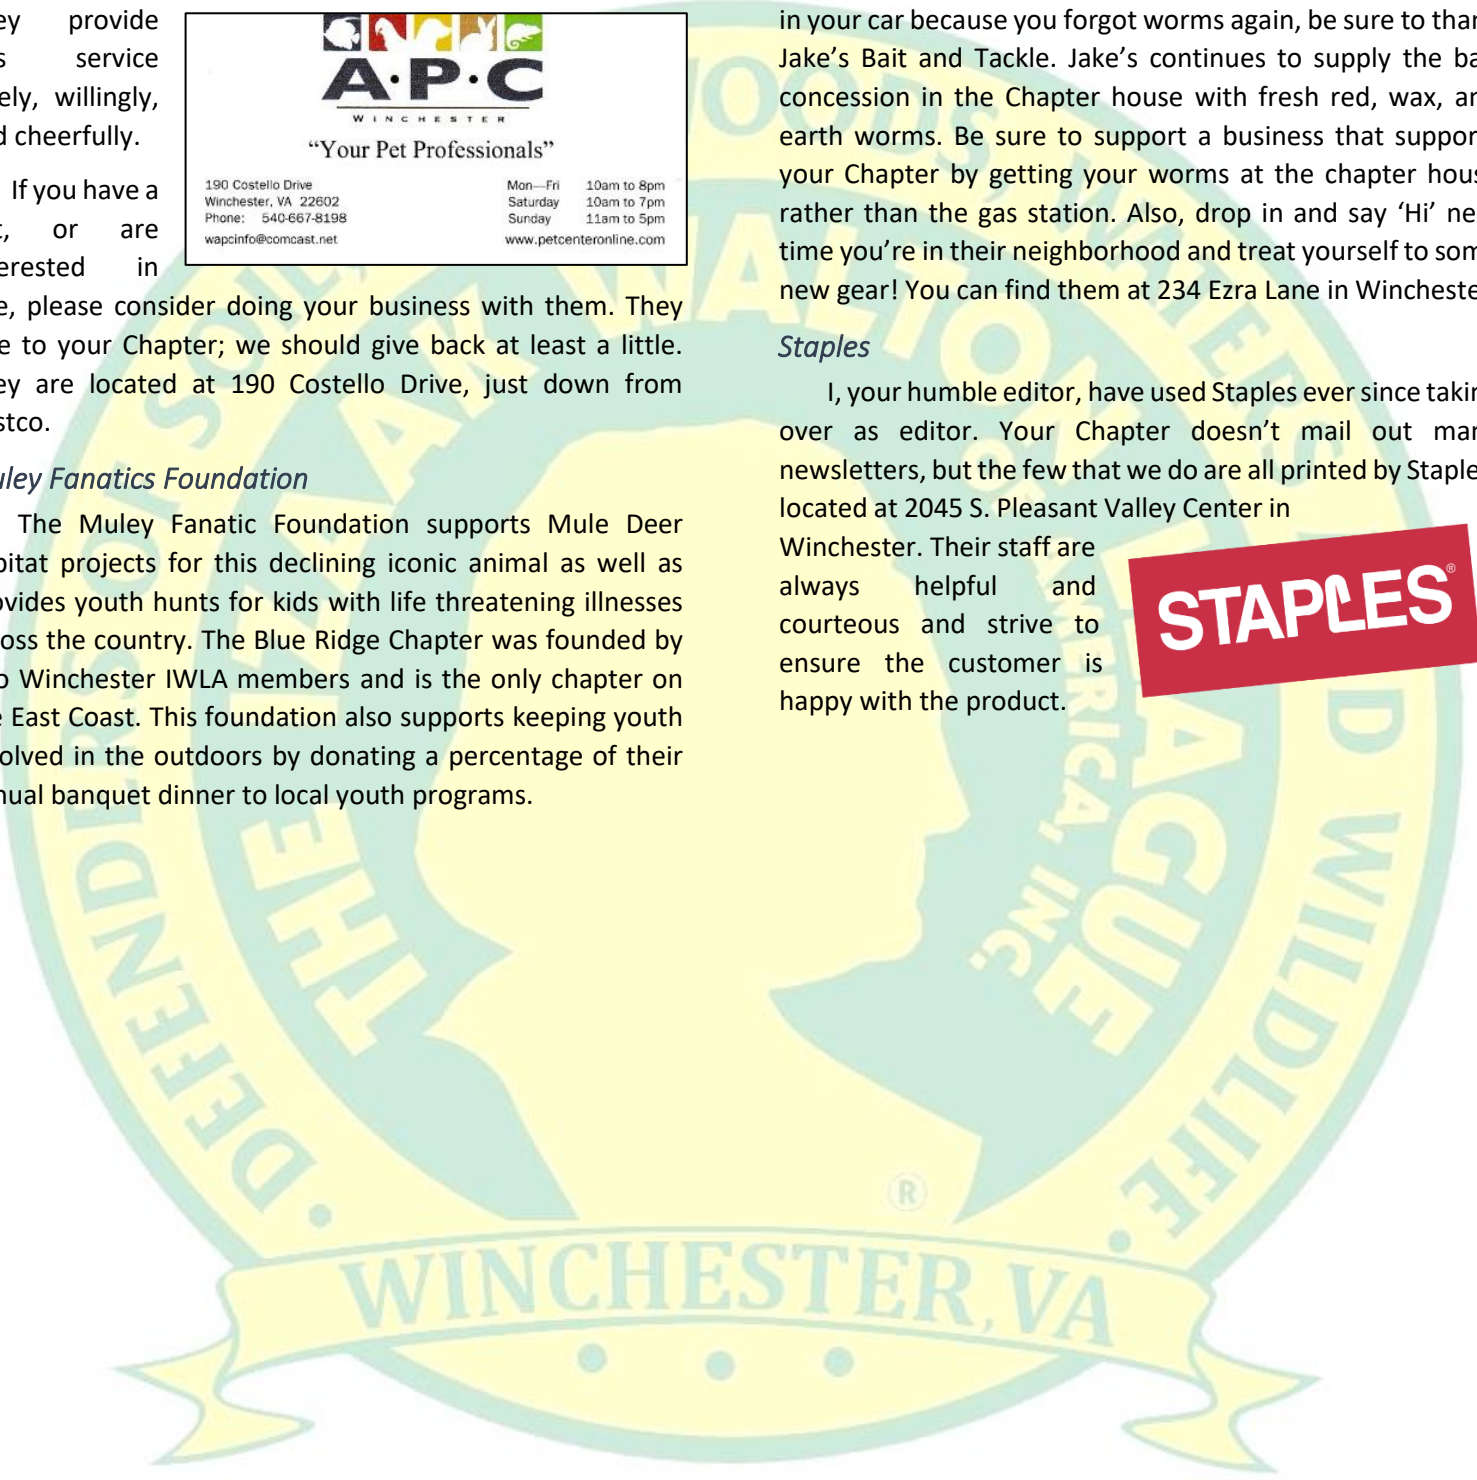 ey provide
s service
ely, willingly,
d cheerfully.
A·P·C
WINCHESTER
“Your Pet Professionals”
190 Costello Drive
Winchester, VA 22602
Phone: 540-667-8198
wapcinfo@comcast.net
Mon—Fri 10am to 8pm
Saturday 10am to 7pm
Sunday 11am to 5pm
www.petcenteronline.com
If you have a
t, or are
erested in
e, please consider doing your business with them. They
e to your Chapter; we should give back at least a little.
ey are located at 190 Costello Drive, just down from
stco.
uley Fanatics Foundation
The Muley Fanatic Foundation supports Mule Deer
bitat projects for this declining iconic animal as well as
ovides youth hunts for kids with life threatening illnesses
oss the country. The Blue Ridge Chapter was founded by
o Winchester IWLA members and is the only chapter on
e East Coast. This foundation also supports keeping youth
olved in the outdoors by donating a percentage of their
nual banquet dinner to local youth programs.
in your car because you forgot worms again, be sure to than
Jake’s Bait and Tackle. Jake’s continues to supply the ba
concession in the Chapter house with fresh red, wax, an
earth worms. Be sure to support a business that support
your Chapter by getting your worms at the chapter hous
rather than the gas station. Also, drop in and say ‘Hi’ ne
time you’re in their neighborhood and treat yourself to som
new gear! You can find them at 234 Ezra Lane in Wincheste
Staples
I, your humble editor, have used Staples ever since takin
over as editor. Your Chapter doesn’t mail out man
newsletters, but the few that we do are all printed by Staple
located at 2045 S. Pleasant Valley Center in
Winchester. Their staff are
always helpful and
courteous and strive to
ensure the customer is
happy with the product.
STAPLES®
DEFENDERS OF SOIL, WOODS, WATERS AND WILDLIFE
THE IZAAK WALTON LEAGUE
OF AMERICA, INC.
®
WINCHESTER, VA